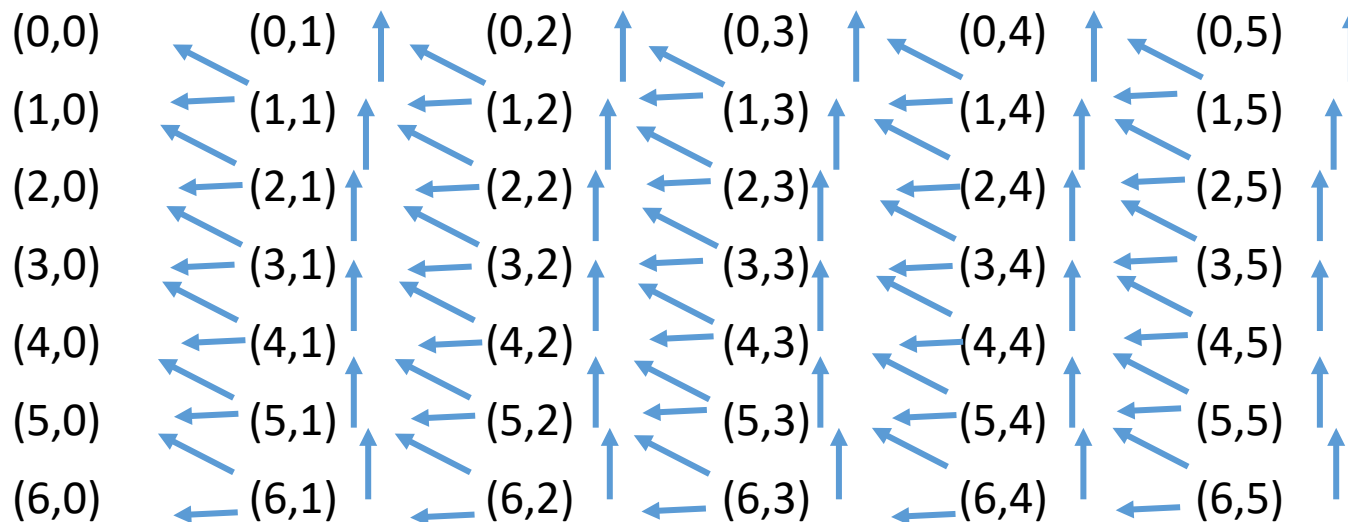 (0,0) (0,1) (0,2) (0,3) (0,4) (0,5)
(1,0) (1,1) (1,2) (1,3) (1,4) (1,5)
(2,0) (2,1) (2,2) (2,3) (2,4) (2,5)
(3,0) (3,1) (3,2) (3,3) (3,4) (3,5)
(4,0) (4,1) (4,2) (4,3) (4,4) (4,5)
(5,0) (5,1) (5,2) (5,3) (5,4) (5,5)
(6,0) (6,1) (6,2) (6,3) (6,4) (6,5)